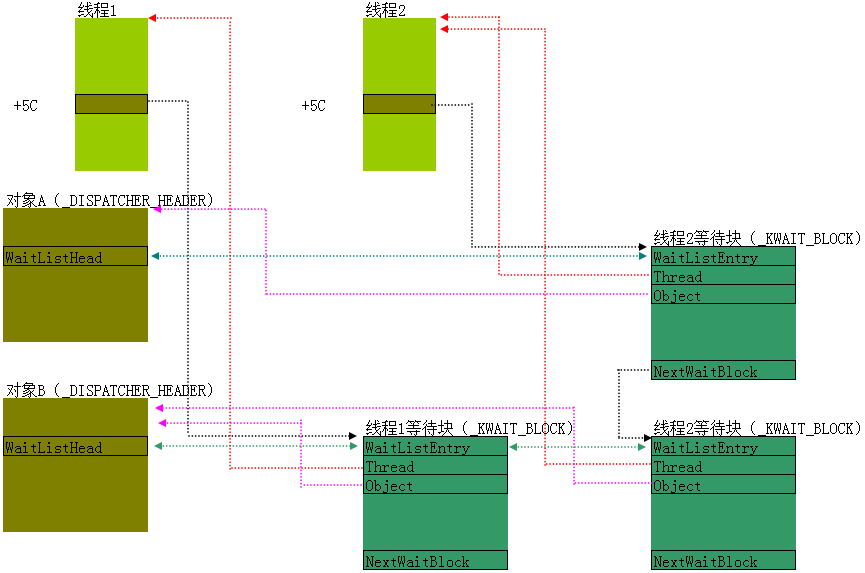 线程1
线程2
+5C
+5C
对象A（_DISPATCHER_HEADER）
WaitListHead
线程2等待块（_KWAIT_BLOCK）
WaitListEntry
Thread
Object
NextWaitBlock
对象B（_DISPATCHER_HEADER）
WaitListHead
线程1等待块（_KWAIT_BLOCK）
WaitListEntry
Thread
Object
NextWaitBlock
线程2等待块（_KWAIT_BLOCK）
WaitListEntry
Thread
Object
NextWaitBlock